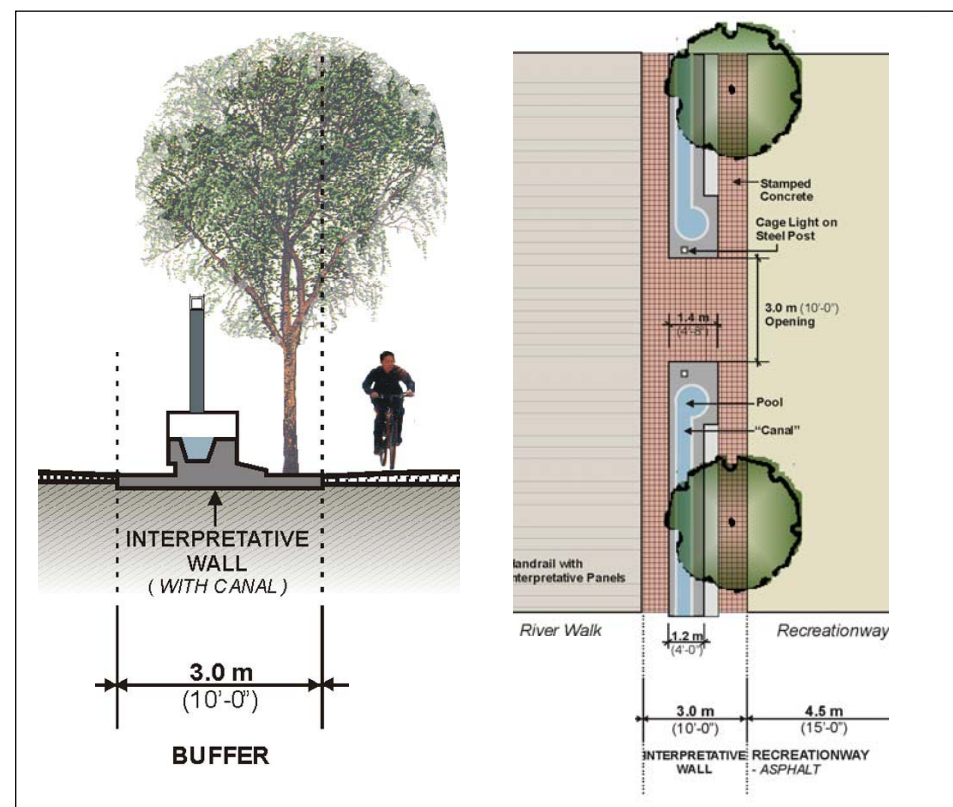 INTERPRETATIVE
WALL
( WITH CANAL )
3.0 m
(10'-0")
BUFFER
Stamped
Concrete
Cage Light on
Steel Post
3.0 m (10'-0")
Opening
1.4 m
(4'-8")
Pool
"Canal"
andrail with
nterpretative Panels
River Walk
1.2 m
(4'-0")
Recreationway
3.0 m
(10'-0")
4.5 m
(15'-0")
INTERPRETATIVE
WALL
RECREATIONWAY
- ASPHALT